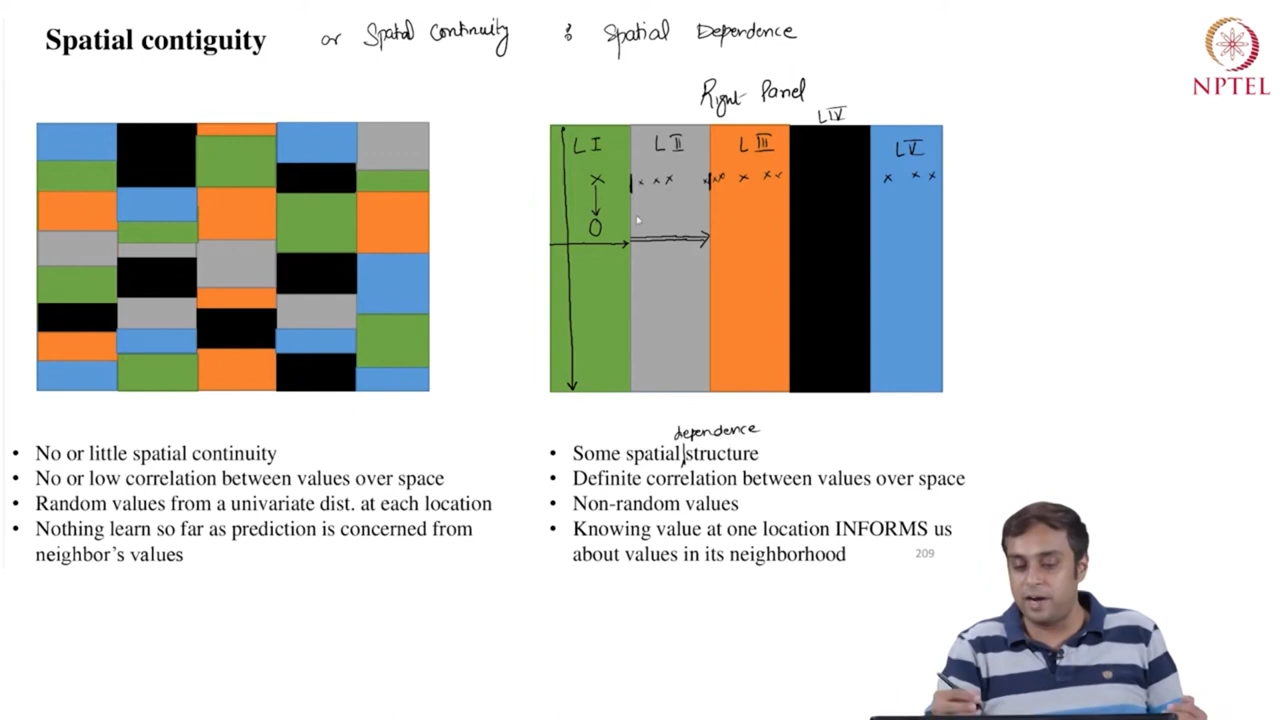 Spatial contiguity or Spatial Continuity : Spatial Dependence
NPTEL
Right Panel
L I
L II
L III
L IV
L V
O
• No or little spatial continuity
• No or low correlation between values over space
• Random values from a univariate dist. at each location
• Nothing learn so far as prediction is concerned from
neighbor's values
dependence
• Some spatial structure
• Definite correlation between values over space
• Non-random values
• Knowing value at one location INFORMS us
about values in its neighborhood
209